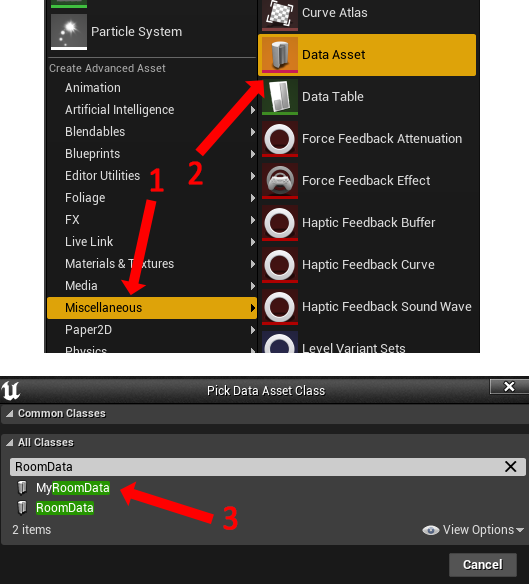 Particle System
Create Advanced Asset
Animation
Artificial Intelligence
Blendables
Blueprints
Editor Utilities
Foliage
FX
Live Link
Materials & Textures
Media
Miscellaneous
Paper2D
Physics
1
2
Curve Atlas
Data Asset
Data Table
Force Feedback Attenuation
Force Feedback Effect
Haptic Feedback Buffer
Haptic Feedback Curve
Haptic Feedback Sound Wave
Level Variant Sets
Pick Data Asset Class
Common Classes
All Classes
RoomData
MyRoomData
RoomData
3
2 items
View Options
Cancel